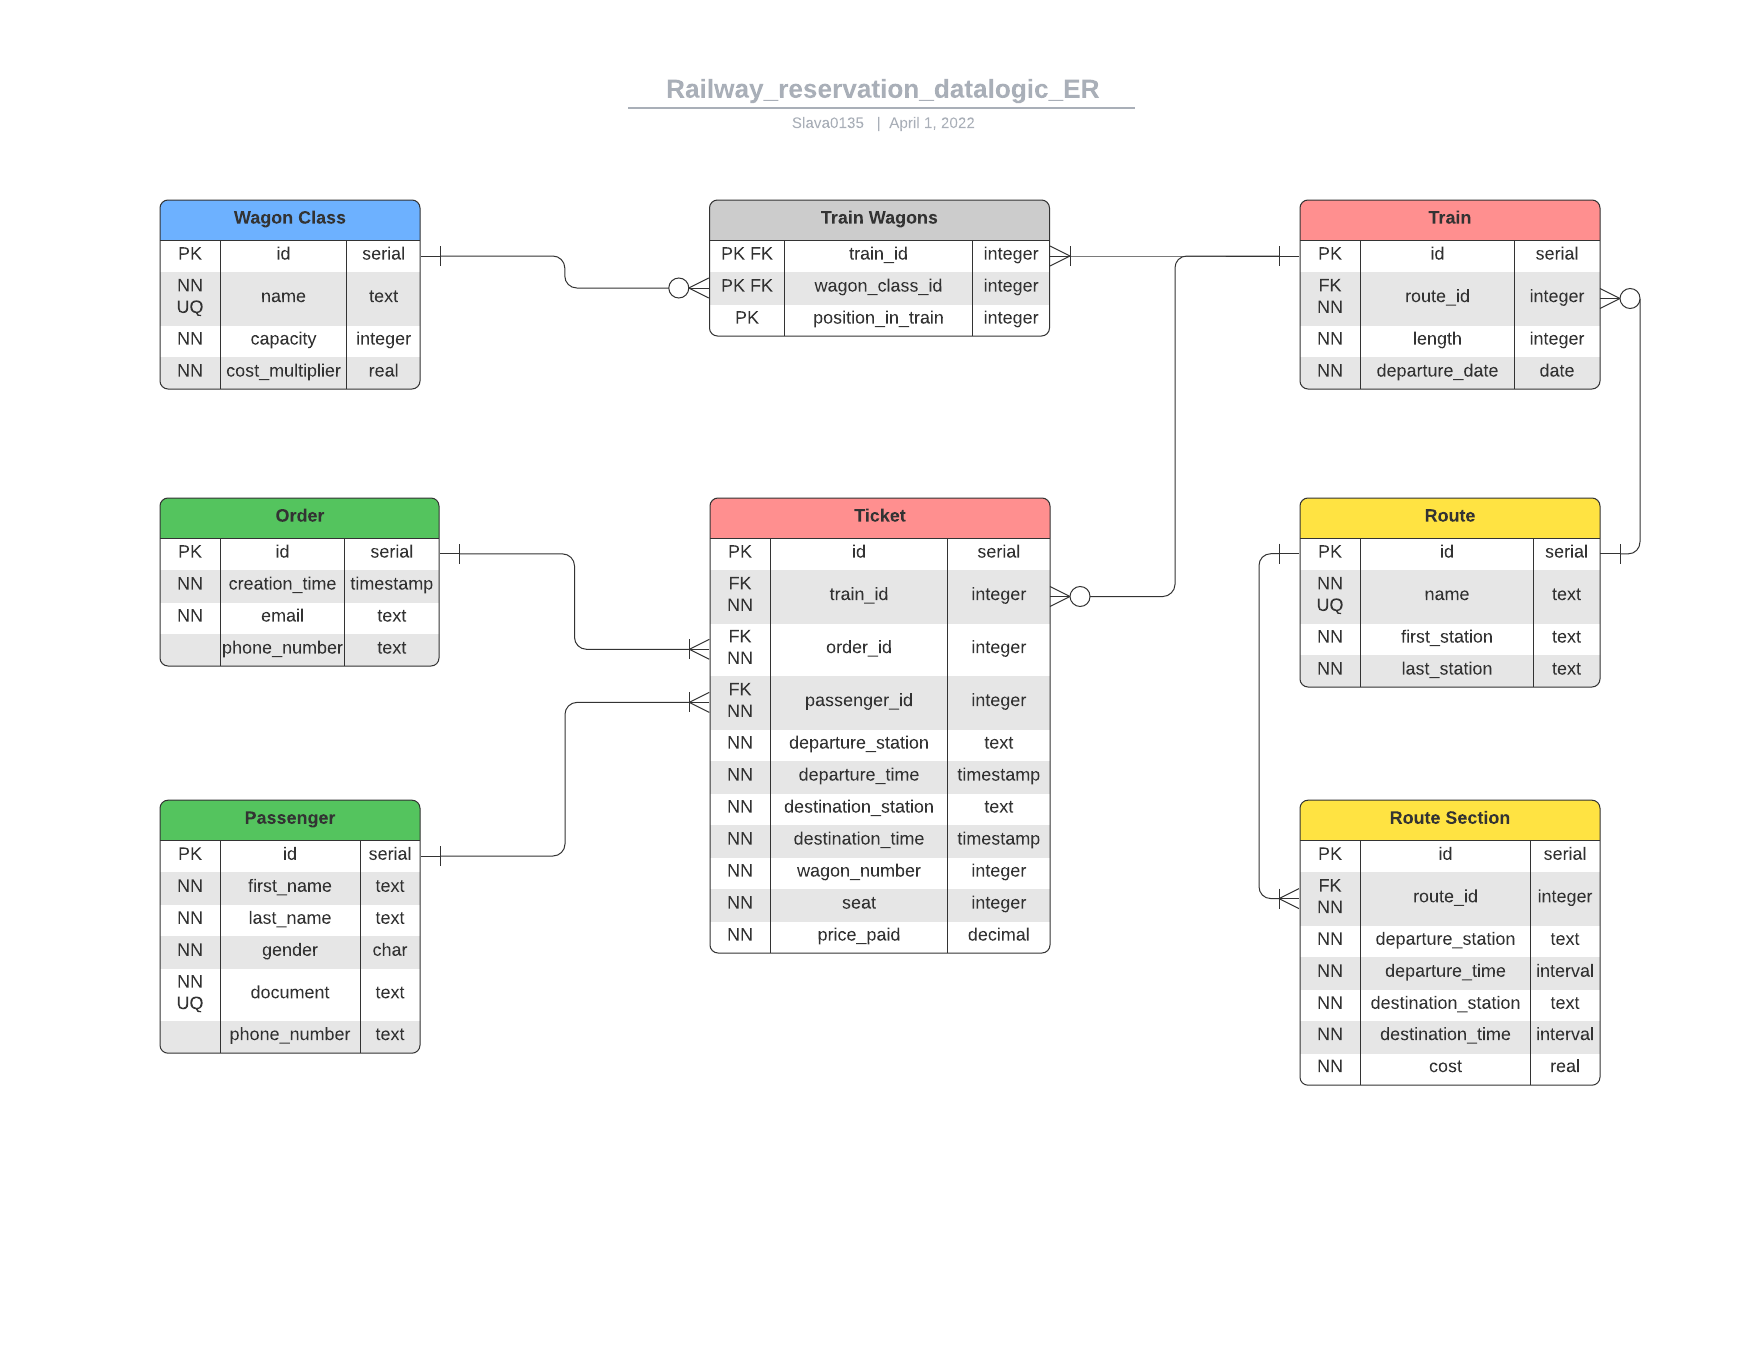 Railway_reservation_datalogic_ER
Slava0135 | April 1, 2022
Wagon Class
PK id serial
NN UQ name text
NN capacity integer
NN cost_multiplier real
Train Wagons
PK FK train_id integer
PK FK wagon_class_id integer
PK position_in_train integer
Train
PK id serial
FK NN route_id integer
NN length integer
NN departure_date date
Order
PK id serial
NN creation_time timestamp
NN email text
phone_number text
Ticket
PK id serial
FK NN train_id integer
FK NN order_id integer
FK NN passenger_id integer
NN departure_station text
NN departure_time timestamp
NN destination_station text
NN destination_time timestamp
NN wagon_number integer
NN seat integer
NN price_paid decimal
Route
PK id serial
NN UQ name text
NN first_station text
NN last_station text
Passenger
PK id serial
NN first_name text
NN last_name text
NN gender char
NN UQ document text
phone_number text
Route Section
PK id serial
FK NN route_id integer
NN departure_station text
NN departure_time interval
NN destination_station text
NN destination_time interval
NN cost real